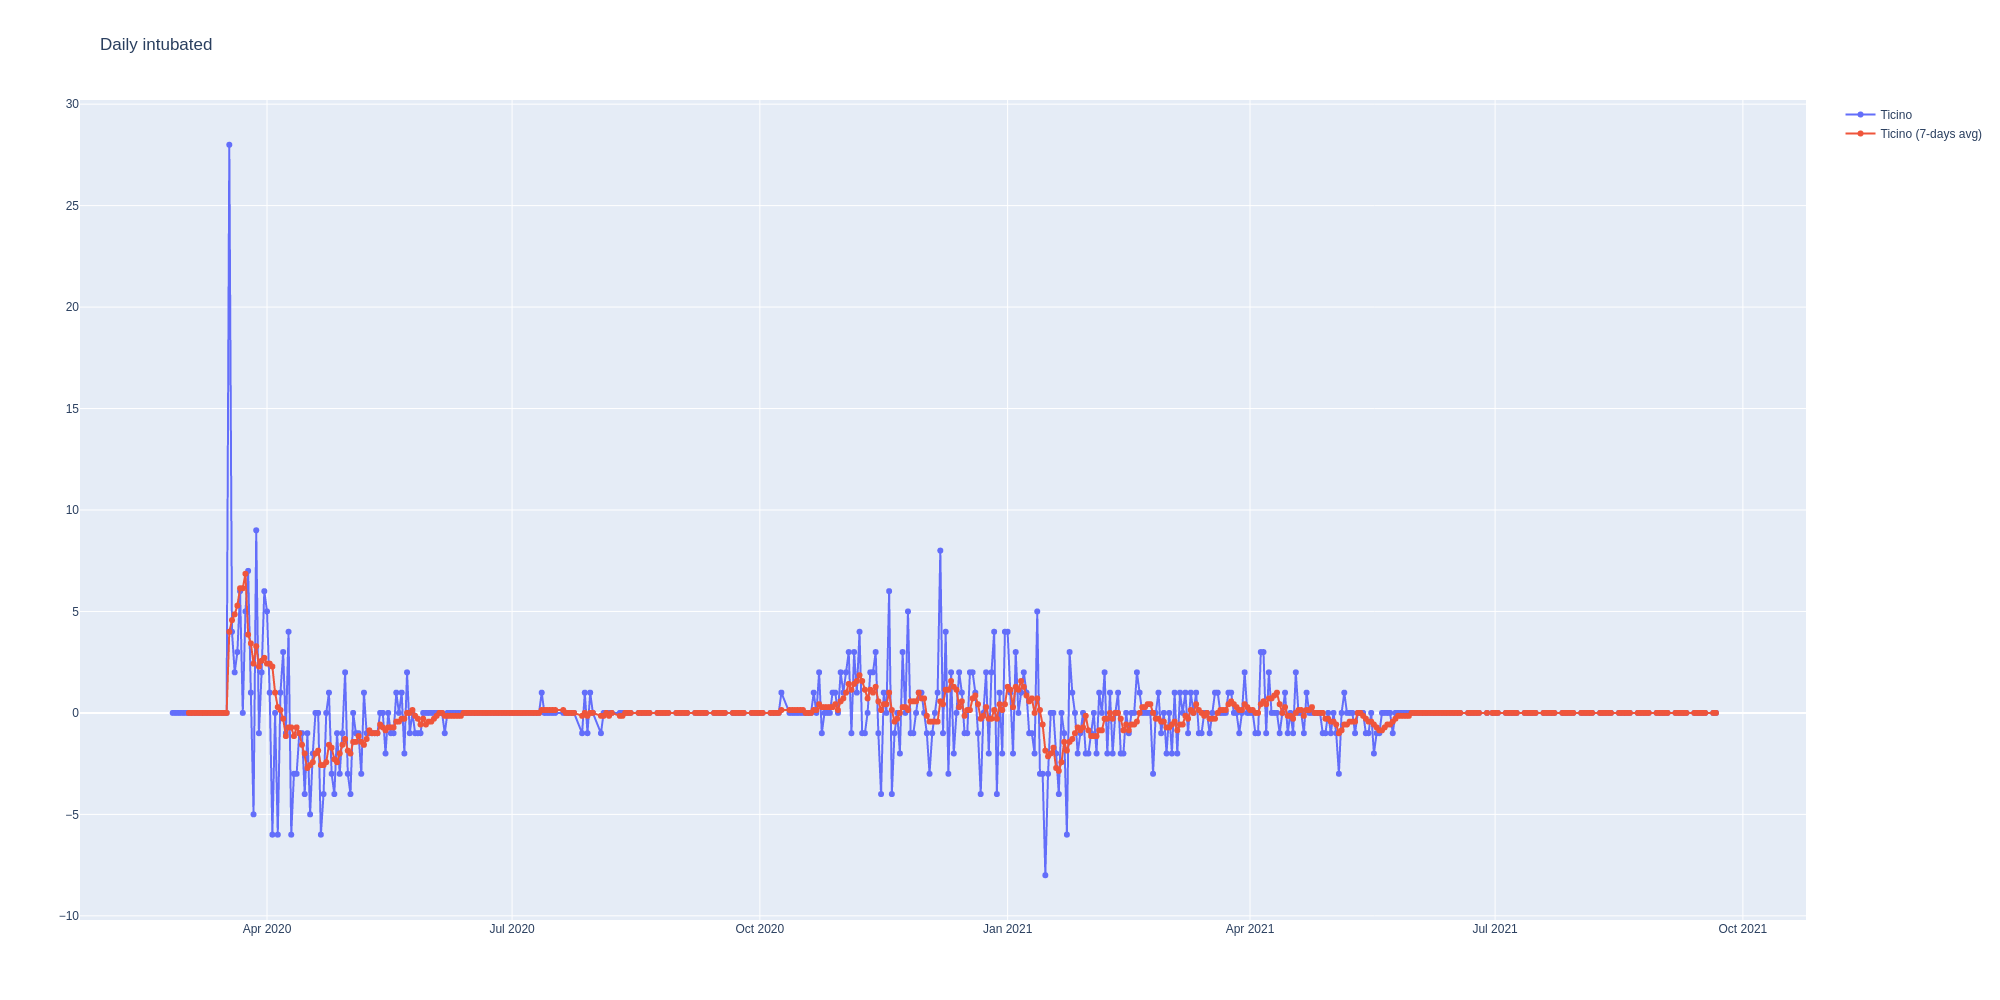 Daily intubated
30
25
20
15
10
5
0
−5
−10
Apr 2020
Jul 2020
Oct 2020
Jan 2021
Apr 2021
Jul 2021
Oct 2021
Ticino
Ticino (7-days avg)